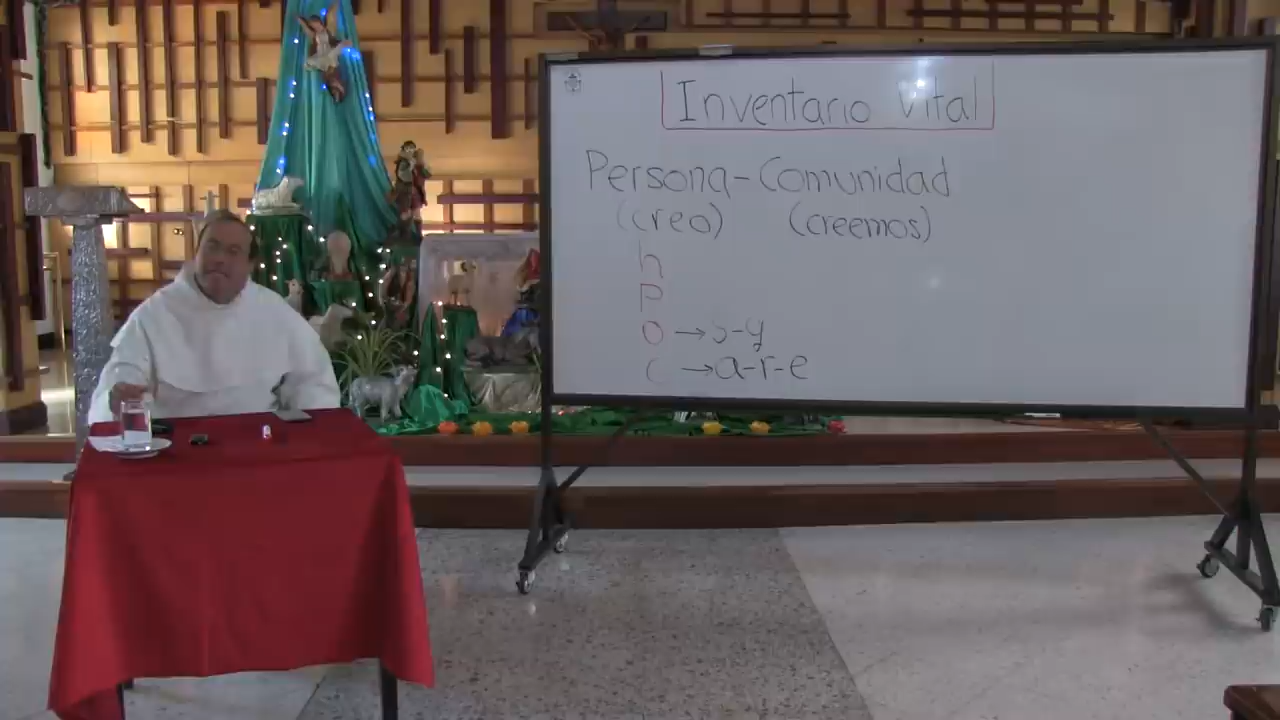 Inventario Vital
Persona-Comunidad
(creo) (creemos)
h
P
O → s-y
C → a-r-e